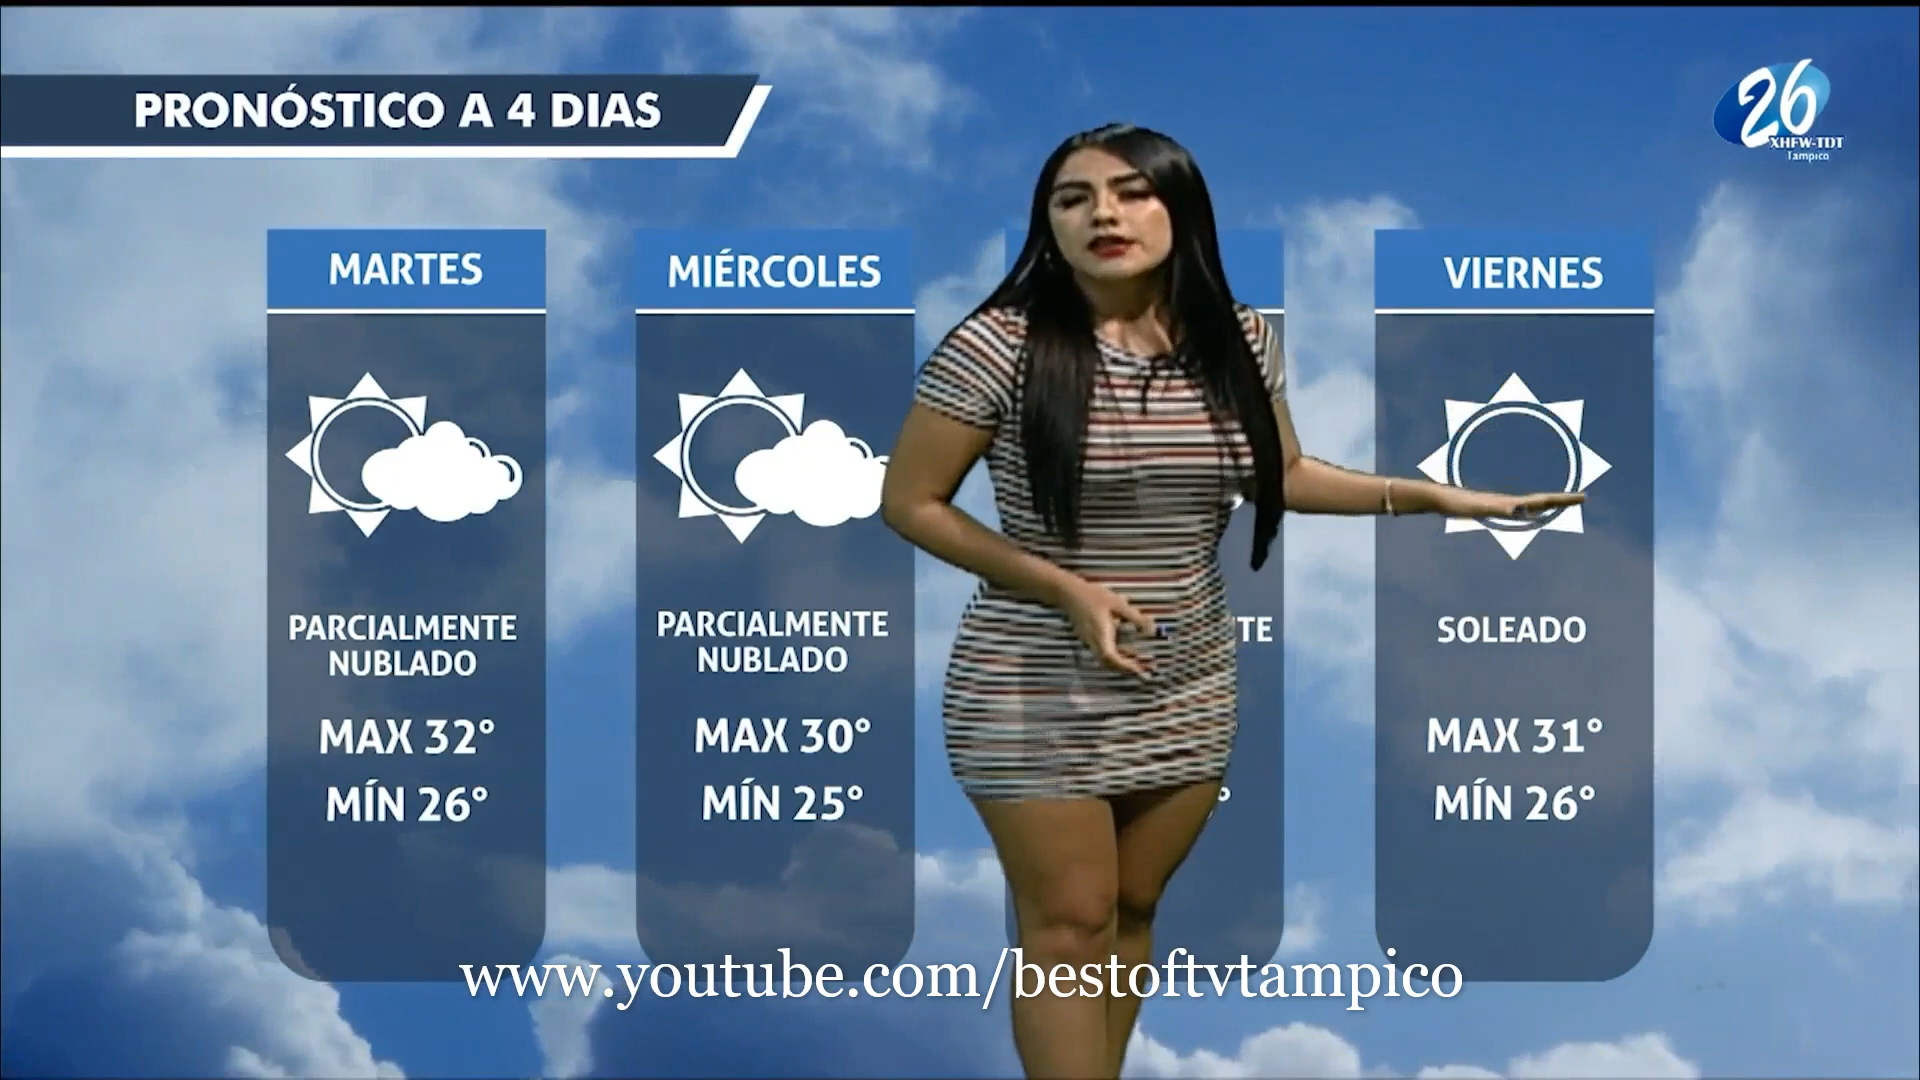 PRONÓSTICO A 4 DIAS
26
XHFW-TDT
Tampico
MARTES
PARCIALMENTE
NUBLADO
MAX 32°
MÍN 26°
MIÉRCOLES
PARCIALMENTE
NUBLADO
MAX 30°
MÍN 25°
VIERNES
SOLEADO
MAX 31°
MÍN 26°
www.youtube.com/bestoftvtampico